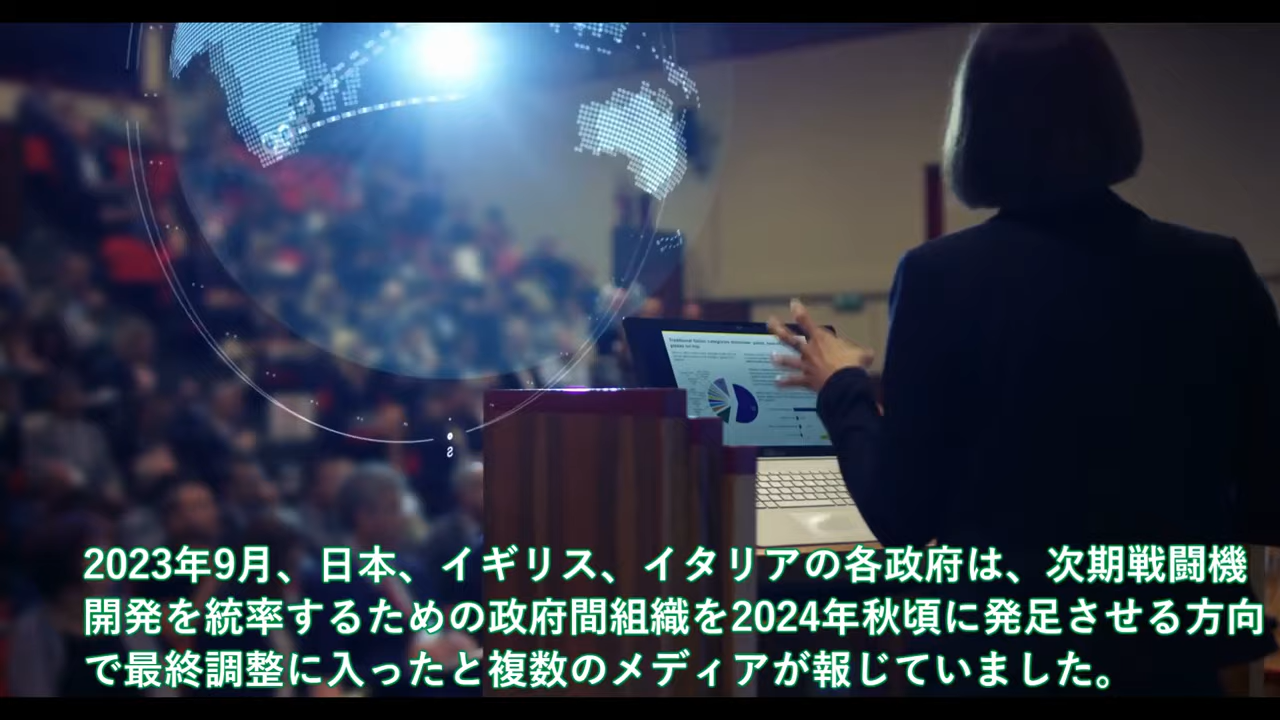 2023年9月、日本、イギリス、イタリアの各政府は、次期戦闘機
開発を統率するための政府間組織を2024年秋頃に発足させる方向
で最終調整に入ったと複数のメディアが報じていました。